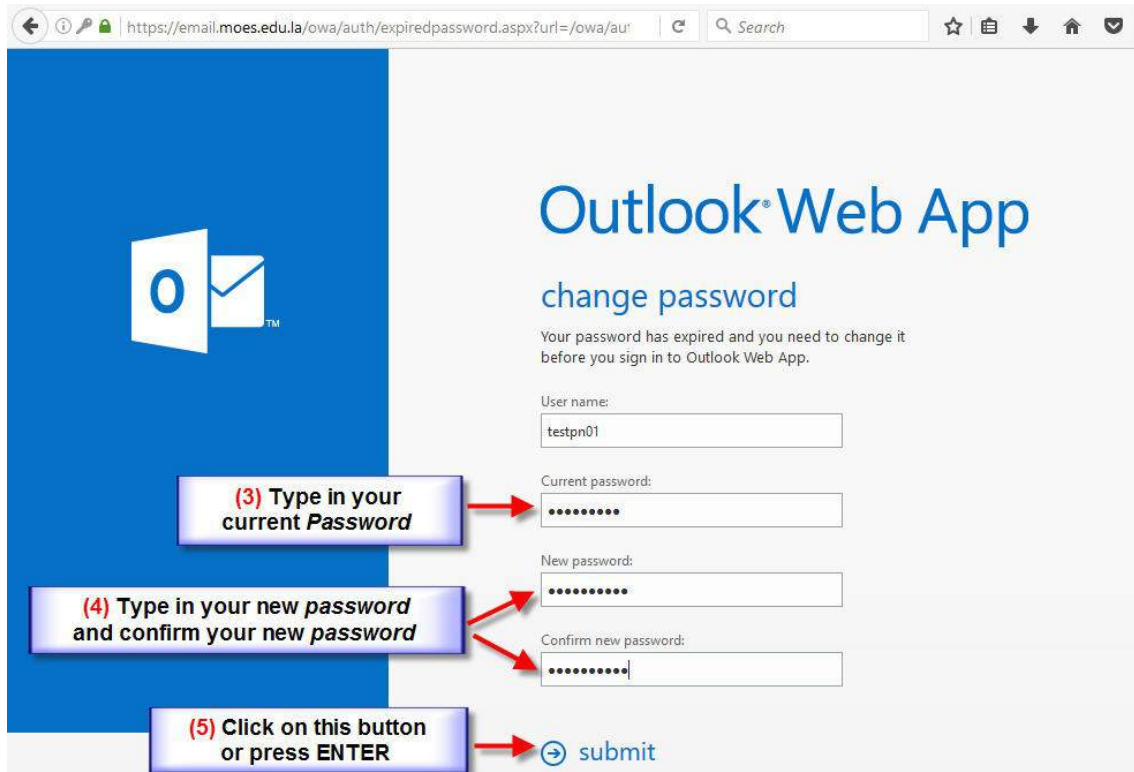 https://email.moes.edu.la/owa/auth/expiredpassword.aspx?url=/owa/au
Search
Outlook® Web App
change password
Your password has expired and you need to change it
before you sign in to Outlook Web App.
User name:
testpn01
Current password:
•••••••••
(3) Type in your
current Password
New password:
••••••••••
(4) Type in your new password
and confirm your new password
Confirm new password:
••••••••••
(5) Click on this button
or press ENTER
submit
O
TM